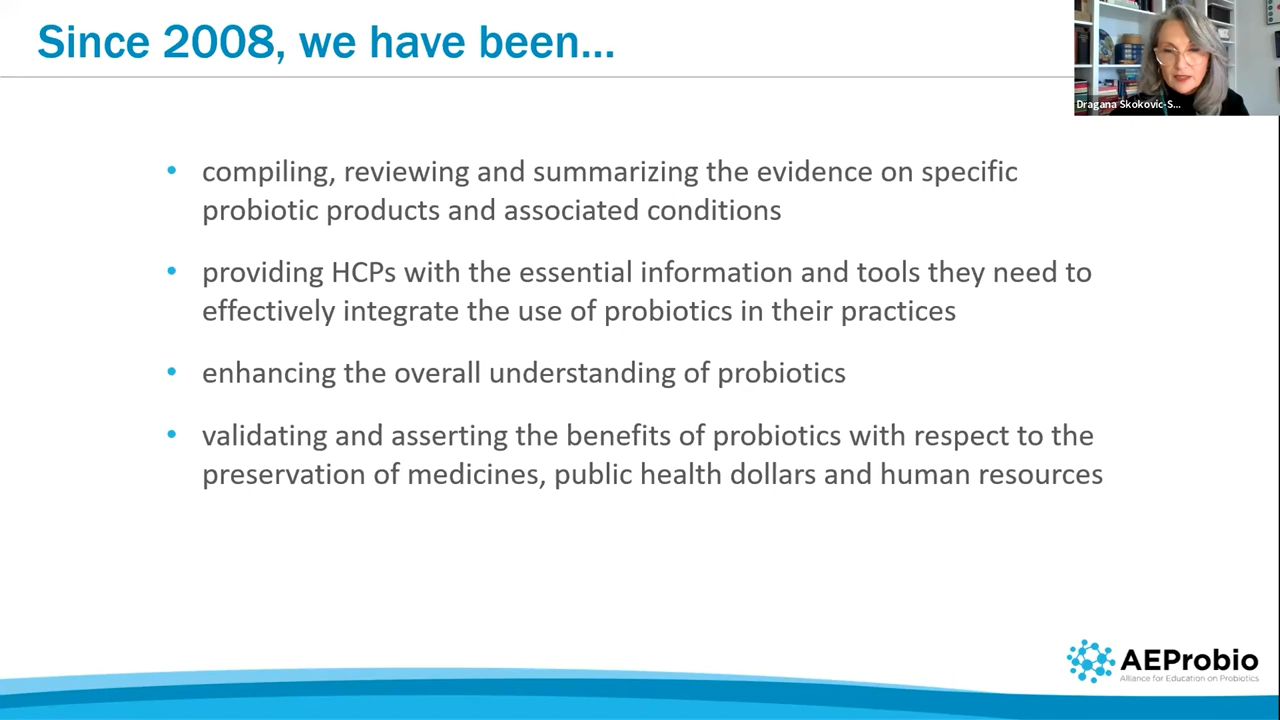 Since 2008, we have been...
Dragana Skokovic-S...
• compiling, reviewing and summarizing the evidence on specific
probiotic products and associated conditions
• providing HCPs with the essential information and tools they need to
effectively integrate the use of probiotics in their practices
• enhancing the overall understanding of probiotics
• validating and asserting the benefits of probiotics with respect to the
preservation of medicines, public health dollars and human resources
AEProbio
Alliance for Education on Probiotics